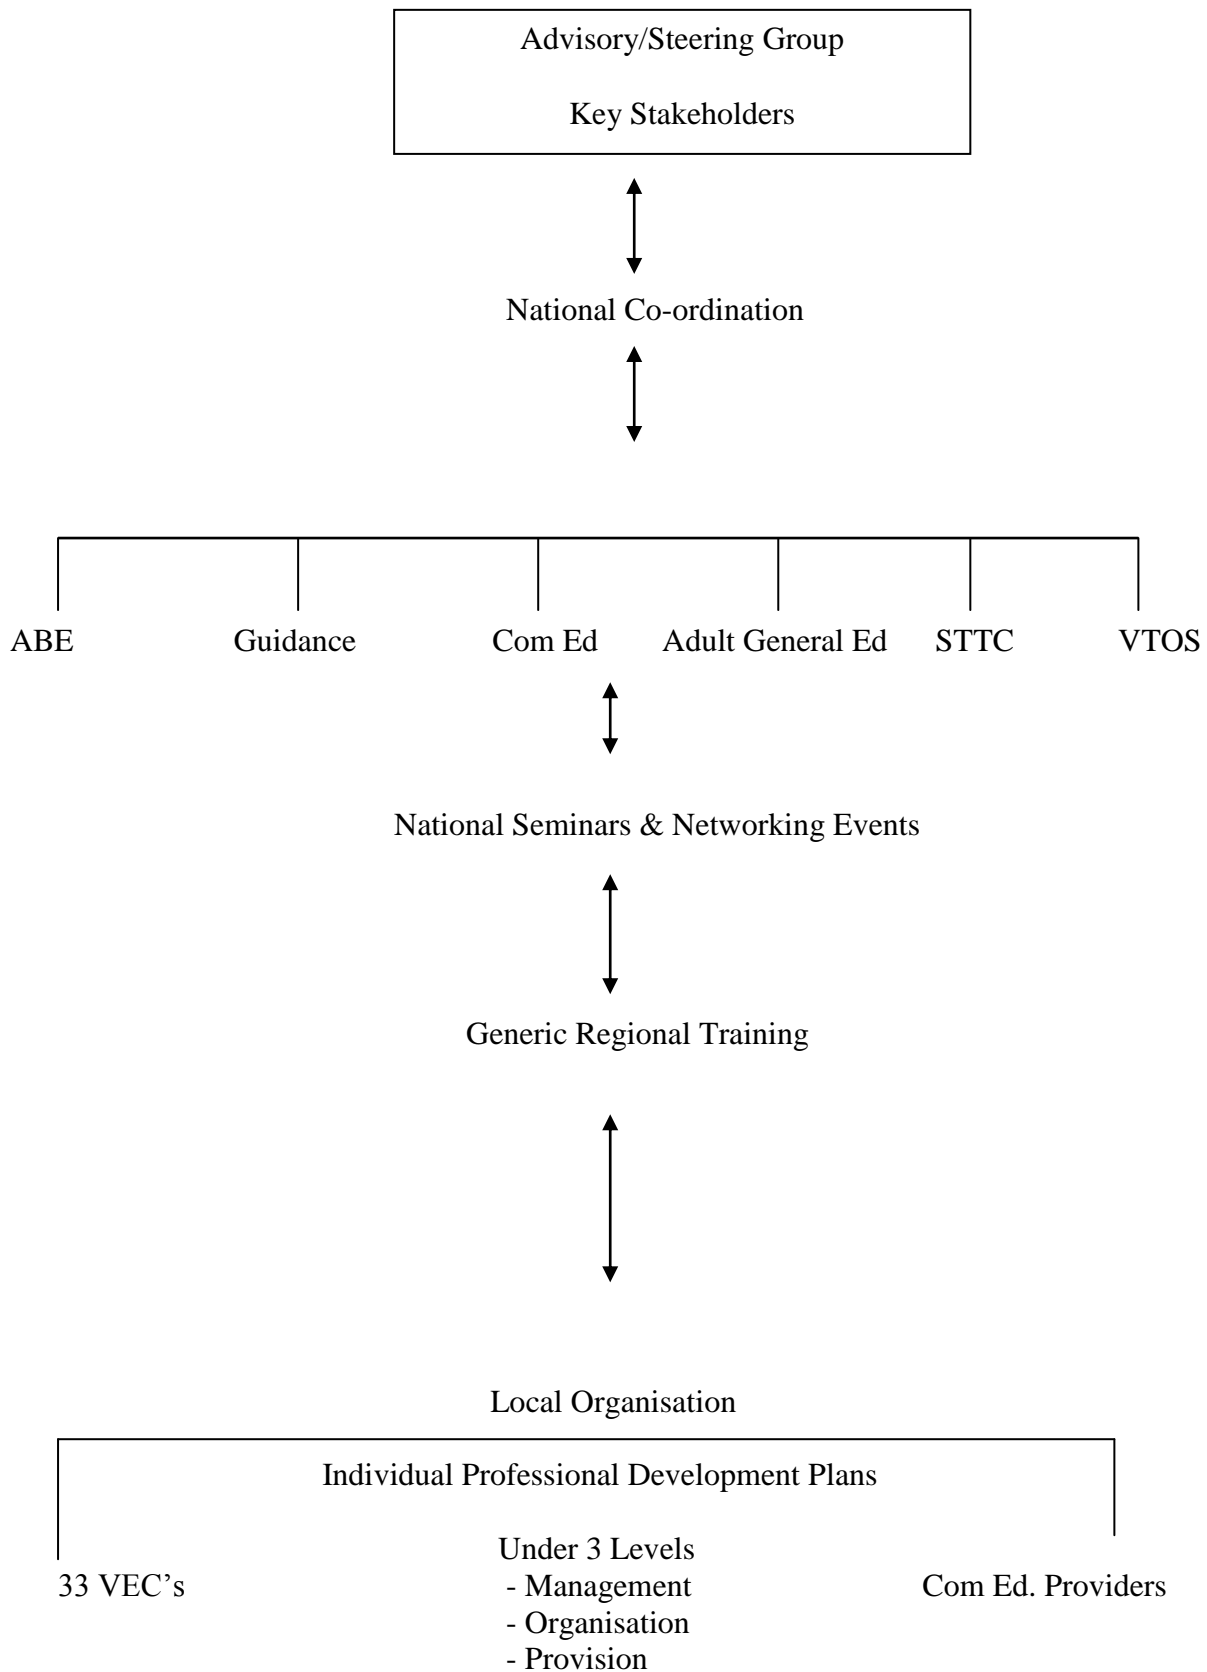 Advisory/Steering Group
Key Stakeholders
National Co-ordination
ABE Guidance Com Ed Adult General Ed STTC VTOS
National Seminars & Networking Events
Generic Regional Training
Local Organisation
Individual Professional Development Plans
Under 3 Levels
33 VEC’s - Management Com Ed. Providers
- Organisation
- Provision